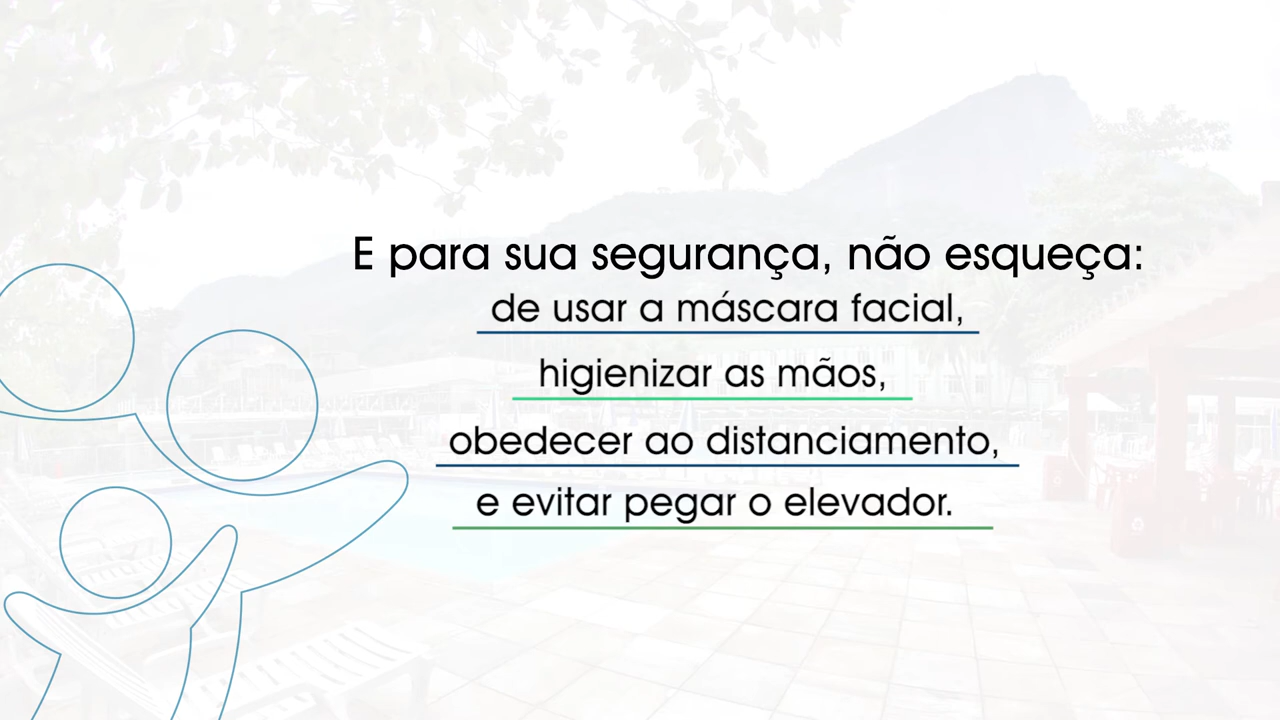 E para sua segurança, não esqueça:
de usar a máscara facial,
higienizar as mãos,
obedecer ao distanciamento,
e evitar pegar o elevador.